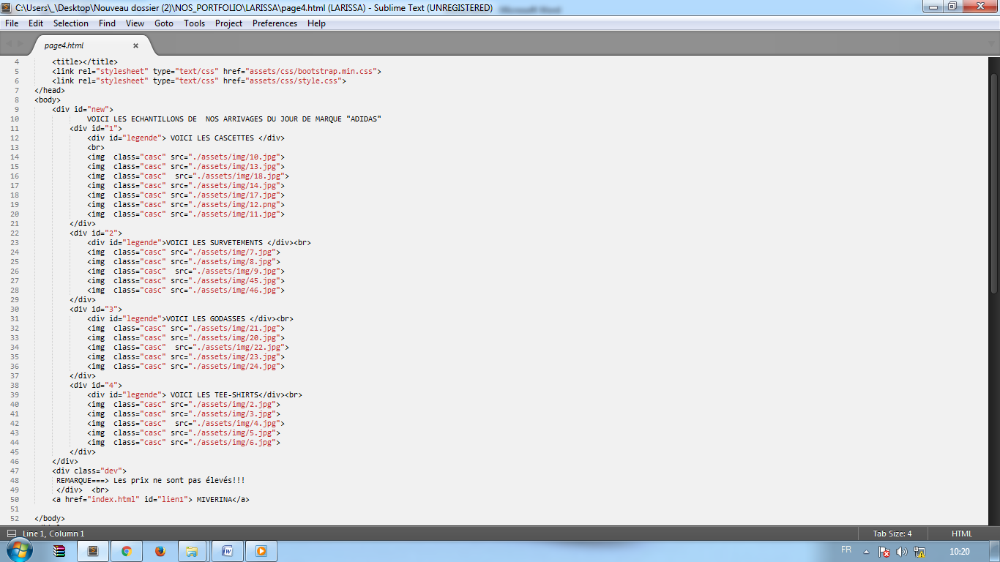 C:\Users\_\Desktop\Nouveau dossier (2)\NOS_PORTFOLIO\LARISSA\page4.html (LARISSA) - Sublime Text (UNREGISTERED)
File Edit Selection Find View Goto Tools Project Preferences Help
page4.html
4 <title></title>
5 <link rel="stylesheet" type="text/css" href="assets/css/bootstrap.min.css">
6 <link rel="stylesheet" type="text/css" href="assets/css/style.css">
7 </head>
8 <body>
9 <div id="new">
10 VOICI LES ECHANTILLONS DE  NOS ARRIVAGES DU JOUR DE MARQUE "ADIDAS"
11 <div id="1">
12 <div id="legende"> VOICI LES CASCETTES </div>
13 <br>
14 <img  class="casc" src="./assets/img/10.jpg">
15 <img  class="casc" src="./assets/img/13.jpg">
16 <img  class="casc"  src="./assets/img/18.jpg">
17 <img  class="casc" src="./assets/img/14.jpg">
18 <img  class="casc" src="./assets/img/17.jpg">
19 <img  class="casc" src="./assets/img/12.png">
20 <img  class="casc" src="./assets/img/11.jpg">
21 </div>
22 <div id="2">
23 <div id="legende">VOICI LES SURVETEMENTS </div><br>
24 <img  class="casc" src="./assets/img/7.jpg">
25 <img  class="casc" src="./assets/img/8.jpg">
26 <img  class="casc"  src="./assets/img/9.jpg">
27 <img  class="casc" src="./assets/img/45.jpg">
28 <img  class="casc" src="./assets/img/46.jpg">
29 </div>
30 <div id="3">
31 <div id="legende">VOICI LES GODASSES </div><br>
32 <img  class="casc" src="./assets/img/21.jpg">
33 <img  class="casc" src="./assets/img/20.jpg">
34 <img  class="casc"  src="./assets/img/22.jpg">
35 <img  class="casc" src="./assets/img/23.jpg">
36 <img  class="casc" src="./assets/img/24.jpg">
37 </div>
38 <div id="4">
39 <div id="legende"> VOICI LES TEE-SHIRTS</div><br>
40 <img  class="casc" src="./assets/img/2.jpg">
41 <img  class="casc" src="./assets/img/3.jpg">
42 <img  class="casc"  src="./assets/img/4.jpg">
43 <img  class="casc" src="./assets/img/5.jpg">
44 <img  class="casc" src="./assets/img/6.jpg">
45 </div>
46 </div>
47 <div class="dev">
48 REMARQUE===> Les prix ne sont pas élevés!!!
49 </div>  <br>
50 <a href="index.html" id="lien1"> MIVERINA</a>
51
52 </body>
Line 1, Column 1 Tab Size: 4 HTML
FR 10:20